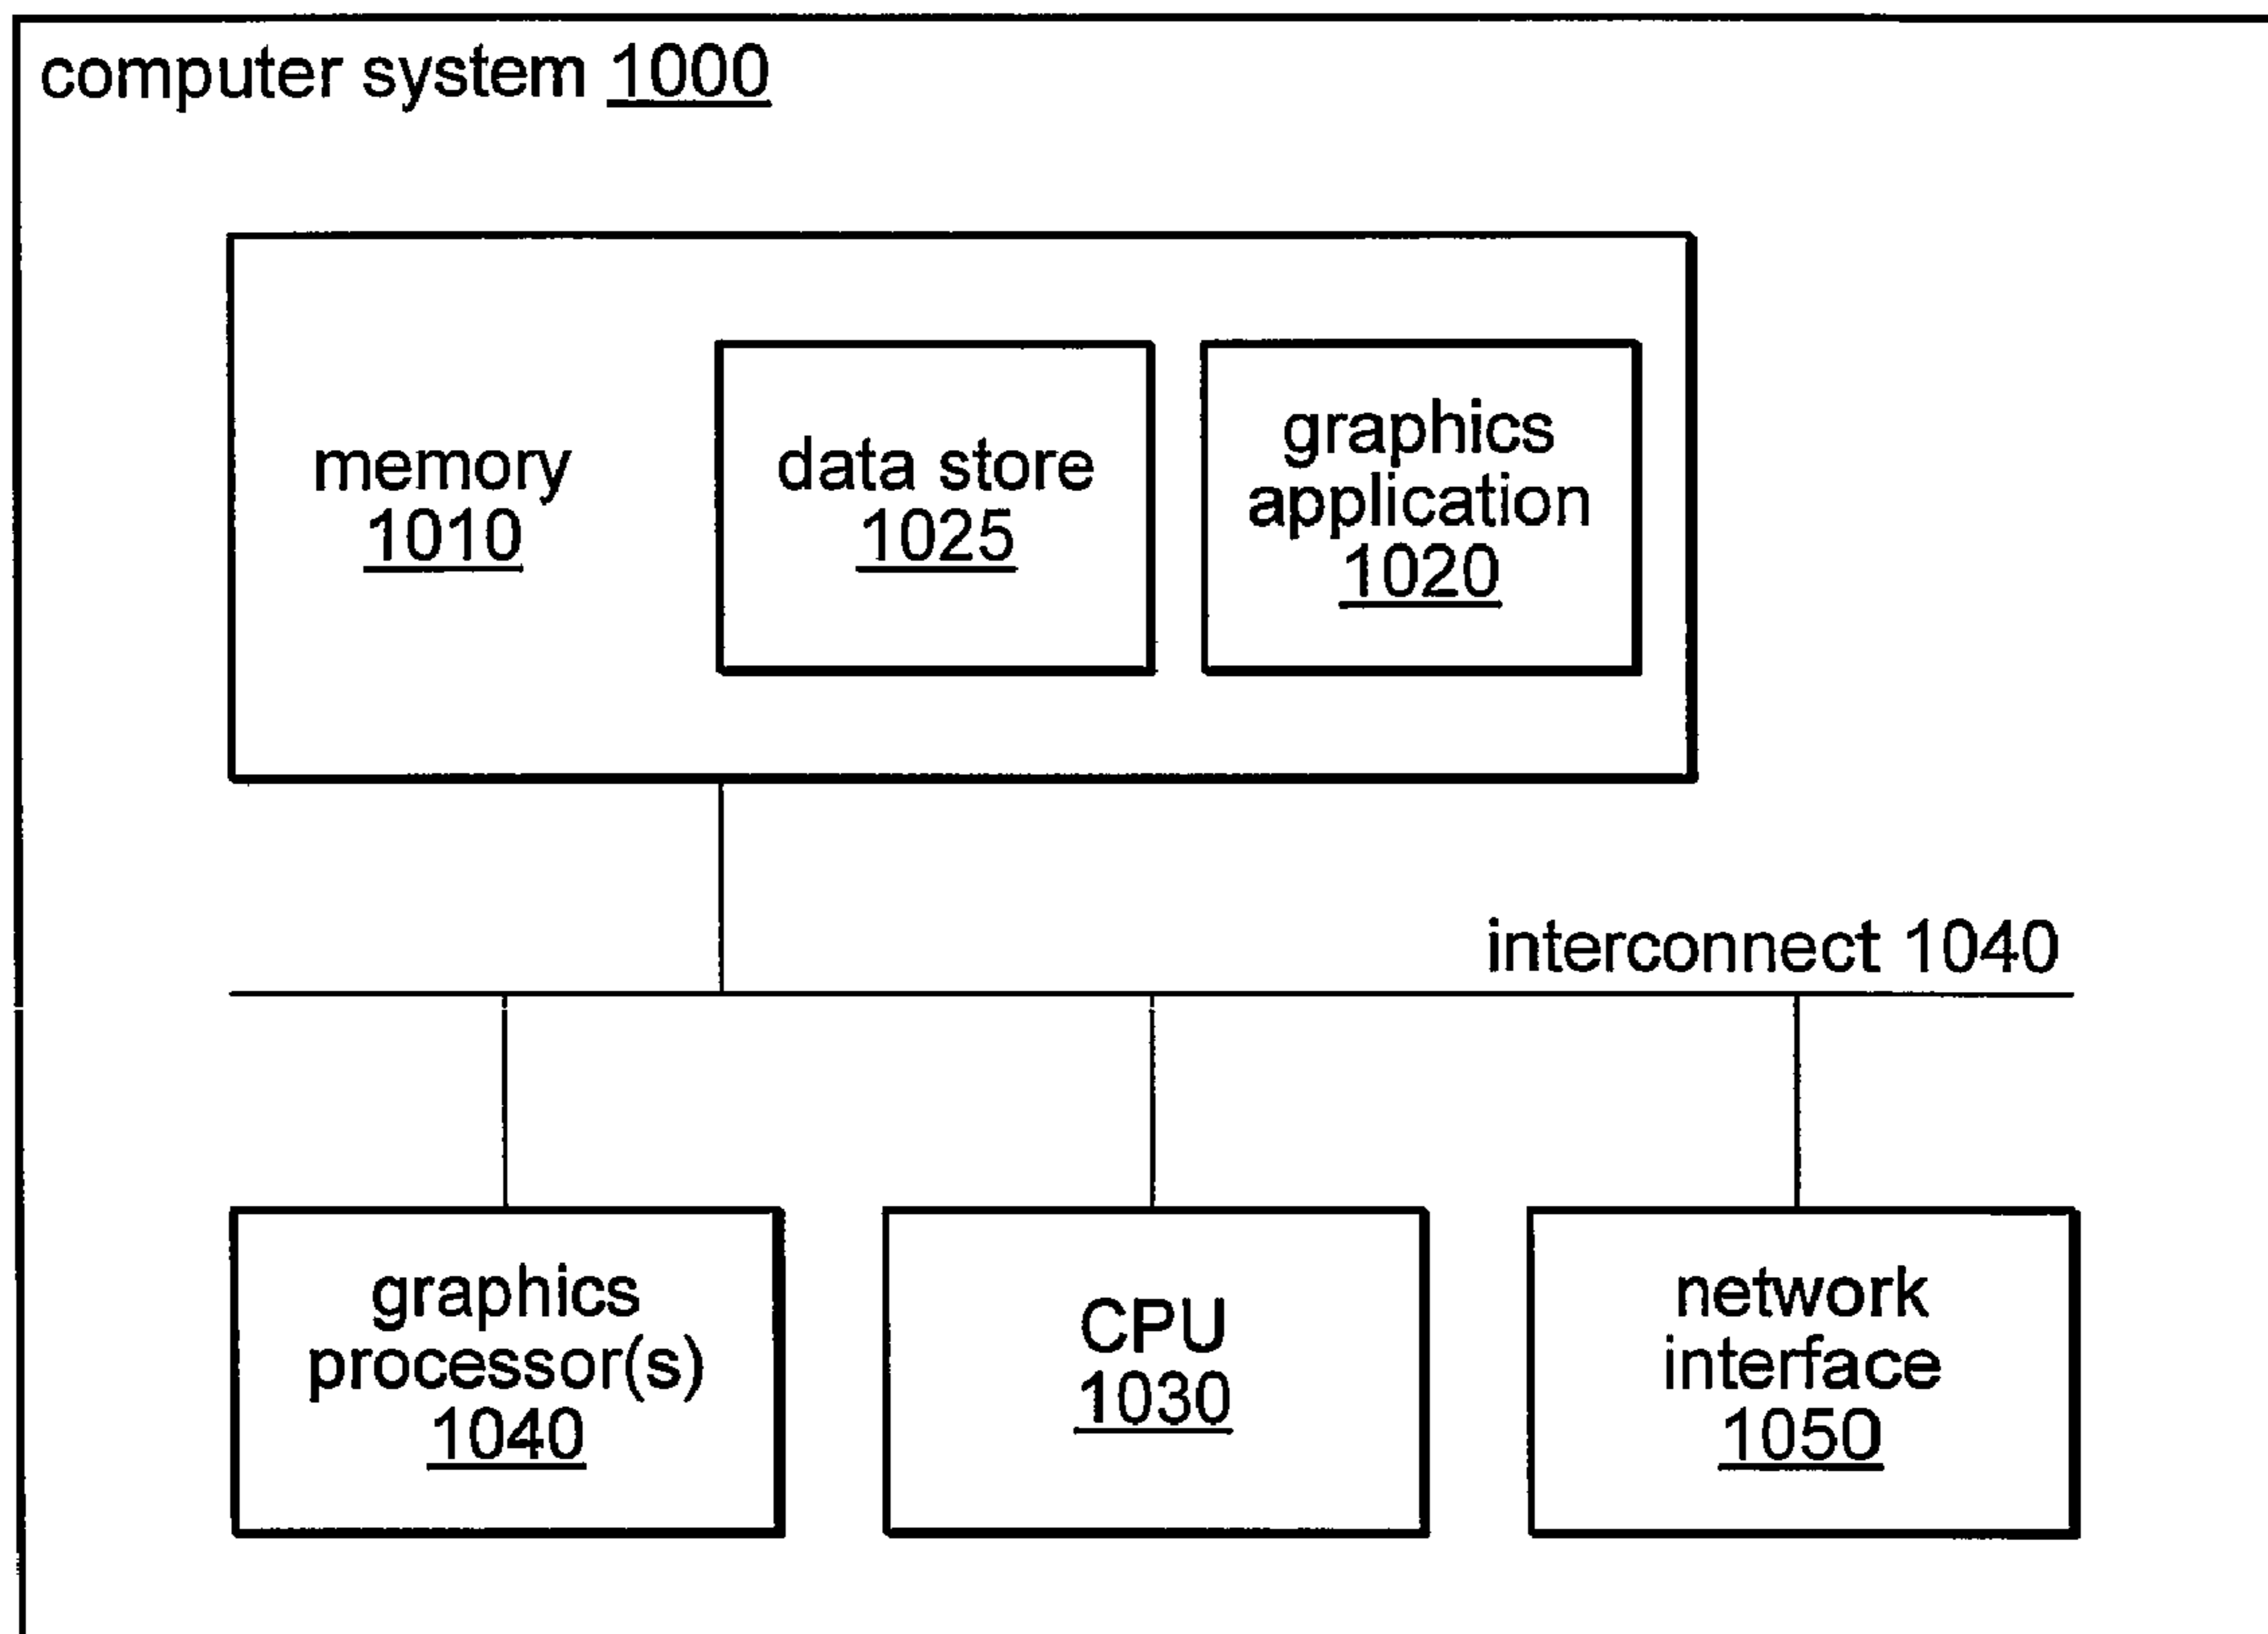 computer system 1000
memory
1010
data store
1025
graphics
application
1020
interconnect 1040
graphics
processor(s)
1040
CPU
1030
network
interface
1050